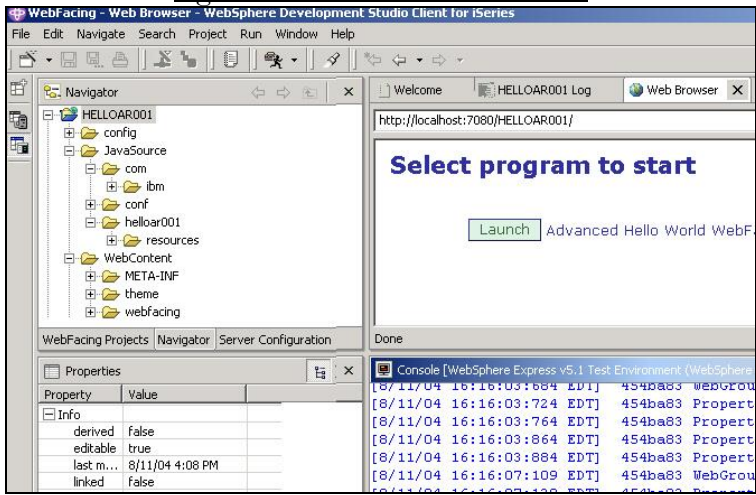 WebFacing - Web Browser - WebSphere Development Studio Client for iSeries
File Edit Navigate Search Project Run Window Help
Navigator
HELLOAR001
config
JavaSource
com
ibm
conf
helloar001
resources
WebContent
META-INF
theme
webfacing
WebFacing Projects Navigator Server Configuration
Properties
Property Value
Info
derived false
editable true
last m... 8/11/04 4:08 PM
linked false
Welcome HELLOAR001 Log Web Browser
http://localhost:7080/HELLOAR001/
Select program to start
Launch Advanced Hello World WebFa
Done
Console [WebSphere Express v5.1 Test Environment (WebSphere
[8/11/04 16:16:03:684 EDT] 454ba83 WebGrou
[8/11/04 16:16:03:724 EDT] 454ba83 Propert
[8/11/04 16:16:03:764 EDT] 454ba83 Propert
[8/11/04 16:16:03:864 EDT] 454ba83 Propert
[8/11/04 16:16:03:884 EDT] 454ba83 Propert
[8/11/04 16:16:07:109 EDT] 454ba83 WebGrou